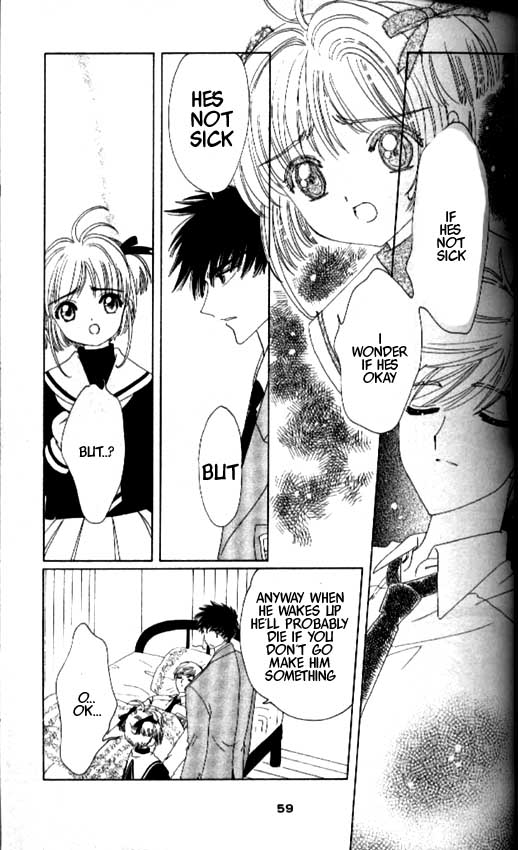 IF
HES
NOT
SICK
I
WONDER
IF HES
OKAY
HES
NOT
SICK
BUT
BUT..?
ANYWAY WHEN
HE WAKES UP
HE'LL PROBABLY
DIE IF YOU
DON'T GO
MAKE HIM
SOMETHING
O...
OK...
59